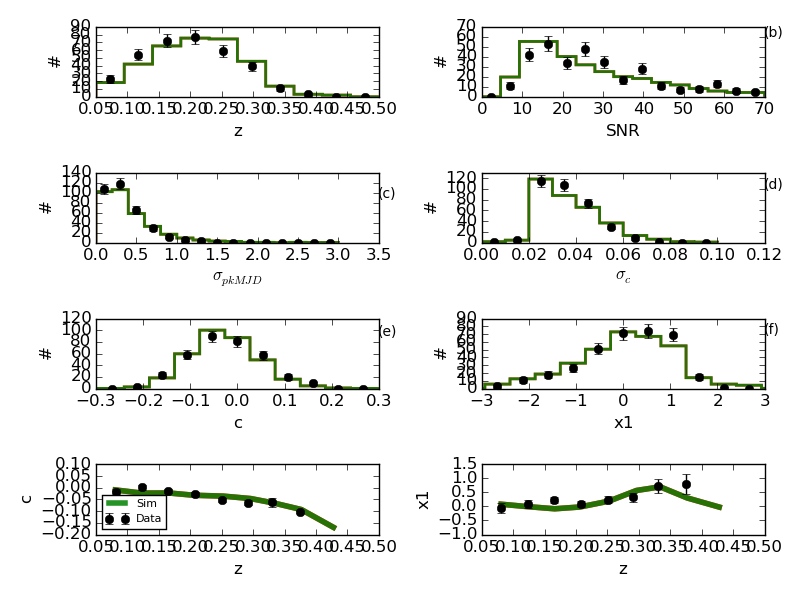 90
80
70
60
50
40
30
20
10
0
#
0.05 0.10 0.15 0.20 0.25 0.30 0.35 0.40 0.45 0.50
z
70
60
50
40
30
20
10
0
#
(b)
0 10 20 30 40 50 60 70
SNR
140
120
100
80
60
40
20
0
#
(c)
0.0 0.5 1.0 1.5 2.0 2.5 3.0 3.5
σpkMJD
120
100
80
60
40
20
0
#
(d)
0.00 0.02 0.04 0.06 0.08 0.10 0.12
σc
120
100
80
60
40
20
0
#
(e)
−0.3 −0.2 −0.1 0.0 0.1 0.2 0.3
c
90
80
70
60
50
40
30
20
10
0
#
(f)
−3 −2 −1 0 1 2 3
x1
0.10
0.05
0.00
−0.05
−0.10
−0.15
−0.20
c
Sim
Data
0.05 0.10 0.15 0.20 0.25 0.30 0.35 0.40 0.45 0.50
z
1.5
1.0
0.5
0.0
−0.5
−1.0
x1
0.05 0.10 0.15 0.20 0.25 0.30 0.35 0.40 0.45 0.50
z